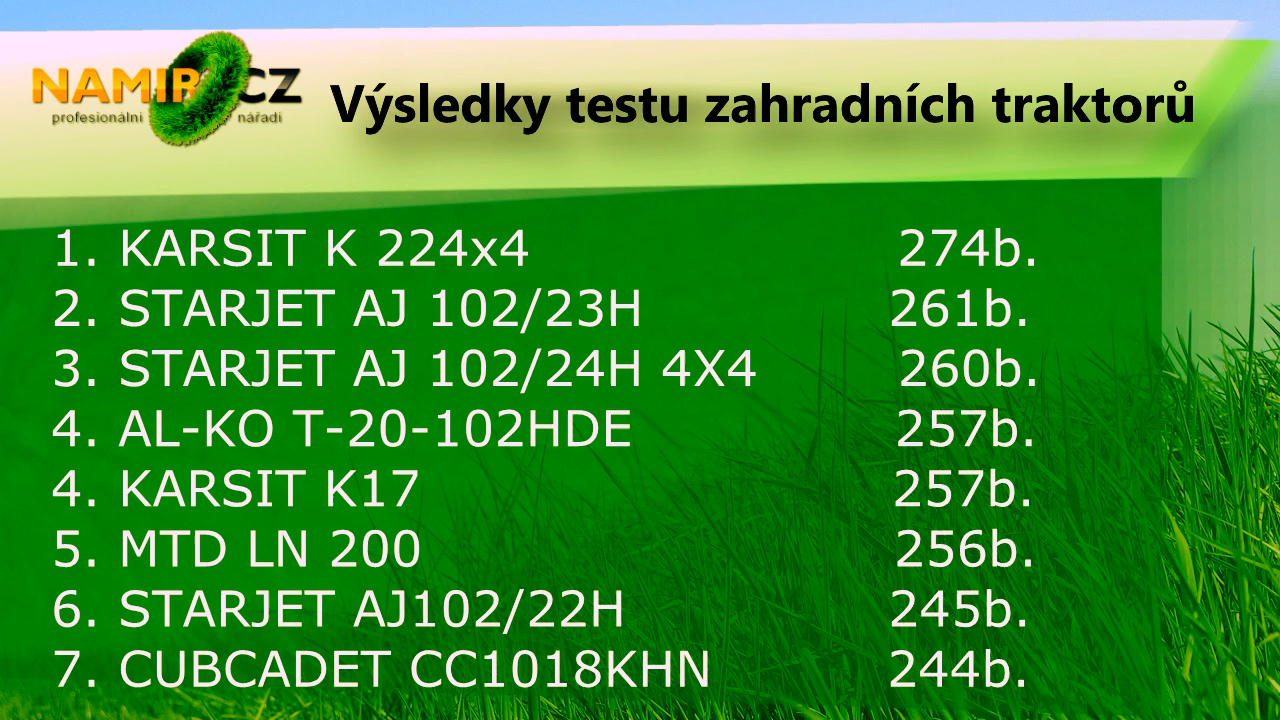 NAMIR CZ
profesionální nářadí
Výsledky testu zahradních traktorů
1. KARSIT K 224x4 274b.
2. STARJET AJ 102/23H 261b.
3. STARJET AJ 102/24H 4X4 260b.
4. AL-KO T-20-102HDE 257b.
4. KARSIT K17 257b.
5. MTD LN 200 256b.
6. STARJET AJ102/22H 245b.
7. CUBCADET CC1018KHN 244b.